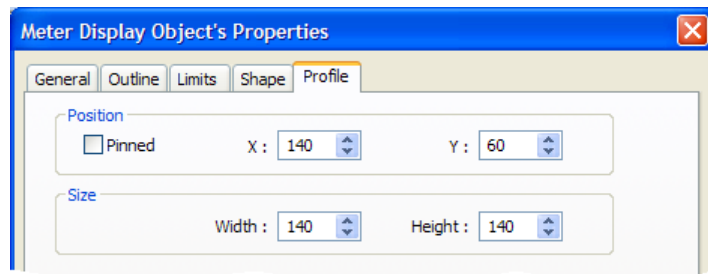 Meter Display Object's Properties
General Outline Limits Shape Profile
Position
Pinned X : 140 Y : 60
Size
Width : 140 Height : 140